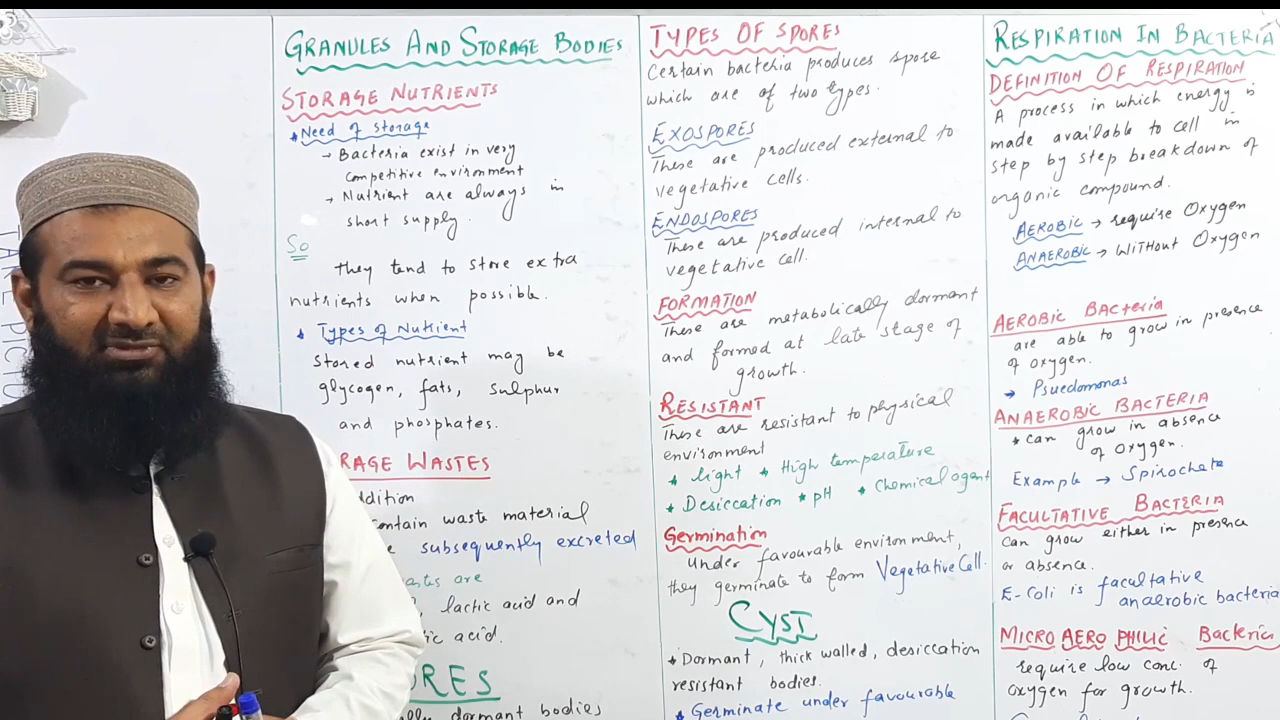 TAKE PICTU
GRANULES AND STORAGE BODIES
STORAGE NUTRIENTS
* Need of storage
→ Bacteria exist in very
competitive environment
→ Nutrient are always in
short supply.
So
they tend to store extra
nutrients when possible.
* Types of Nutrient
Stored nutrient may be
glycogen, fats, sulphur
and phosphates.
RAGE WASTES
ddition
contain waste material
e subsequently excreted
astes are
, lactic acid and
ic acid.
ORES
lly dormant bodies
TYPES OF SPORES
Certain bacteria produces spore
which are of two types.
EXOSPORES
These are produced external to
vegetative cells.
ENDOSPORES
These are produced internal to
vegetative cell.
FORMATION
These are metabolically dormant
and formed at late stage of
growth.
RESISTANT
These are resistant to physical
environment
* light * High temperature
* Desiccation * pH * Chemical agent
Germination
under favourable environment,
they germinate to form Vegetative Cell.
CYST
* Dormant, thick walled, desiccation
resistant bodies.
* Germinate under favourable
RESPIRATION IN BACTERIA
DEFINITION OF RESPIRATION
A process in which energy is
made available to cell in
step by step breakdown of
organic compound.
AEROBIC → require Oxygen
ANAEROBIC → Without Oxygen
AEROBIC Bacteria
are able to grow in presence
of oxygen.
→ Psuedomonas
ANAEROBIC BACTERIA
* can grow in absence
of oxygen.
Example → Spirochete
FACULTATIVE BACTERIA
can grow either in presence
or absence.
E-Coli is facultative
anaerobic bacteria
MICRO AERO PHILIC Bacteria
require low conc. of
oxygen for growth.